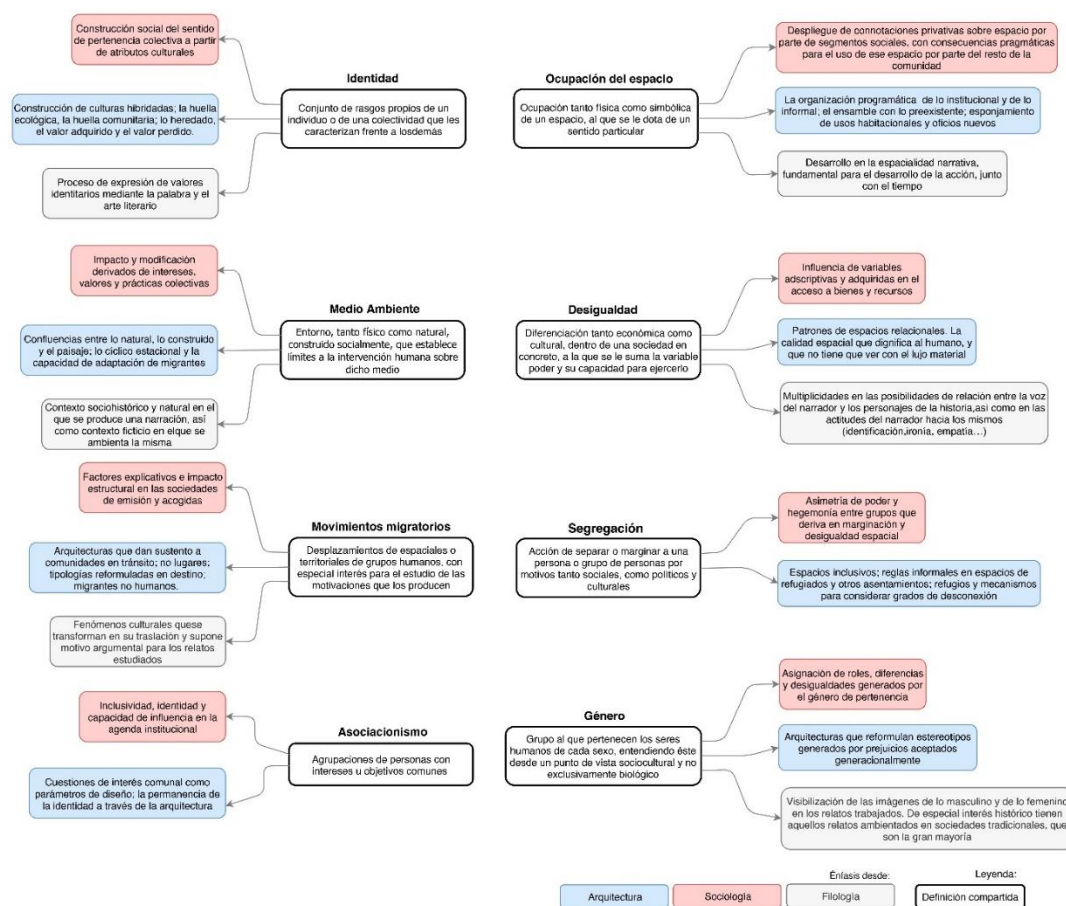 Construcción social del sentido
de pertenencia colectiva a partir
de atributos culturales
Identidad
Conjunto de rasgos propios de un
individuo o de una colectividad que les
caracterizan frente a losdemás
Construcción de culturas hibridadas; la huella
ecológica, la huella comunitaria; lo heredado,
el valor adquirido y el valor perdido.
Proceso de expresión de valores
identitarios mediante la palabra y el
arte literario
Ocupación del espacio
Ocupación tanto física como simbólica
de un espacio, al que se le dota de un
sentido particular
Despliegue de connotaciones privativas sobre espacio por
parte de segmentos sociales, con consecuencias pragmáticas
para el uso de ese espacio por parte del resto de la
comunidad
La organización programática de lo institucional y de lo
informal; el ensamble con lo preexistente; esponjamiento
de usos habitacionales y oficios nuevos
Desarrollo en la espacialidad narrativa,
fundamental para el desarrollo de la acción, junto
con el tiempo
Impacto y modificación
derivados de intereses,
valores y prácticas colectivas
Medio Ambiente
Entorno, tanto físico como natural,
construido socialmente, que establece
límites a la intervención humana sobre
dicho medio
Confluencias entre lo natural, lo construido
y el paisaje; lo cíclico estacional y la
capacidad de adaptación de migrantes
Contexto sociohistórico y natural en el
que se produce una narración, así
como contexto ficticio en elque se
ambienta la misma
Desigualdad
Diferenciación tanto económica como
cultural, dentro de una sociedad en
concreto, a la que se le suma la variable
poder y su capacidad para ejercerlo
Influencia de variables
adscriptivas y adquiridas en el
acceso a bienes y recursos
Patrones de espacios relacionales. La
calidad espacial que dignifica al humano, y
que no tiene que ver con el lujo material
Multiplicidades en las posibilidades de relación entre la voz
del narrador y los personajes de la historia,así como en las
actitudes del narrador hacia los mismos
(identificación,ironía, empatía…)
Factores explicativos e impacto
estructural en las sociedades
de emisión y acogidas
Movimientos migratorios
Desplazamientos de espaciales o
territoriales de grupos humanos, con
especial interés para el estudio de las
motivaciones que los producen
Arquitecturas que dan sustento a
comunidades en tránsito; no lugares;
tipologías reformuladas en destino;
migrantes no humanos.
Fenómenos culturales quese
transforman en su traslación y supone
motivo argumental para los relatos
estudiados
Segregación
Acción de separar o marginar a una
persona o grupo de personas por
motivos tanto sociales, como políticos y
culturales
Asimetría de poder y
hegemonía entre grupos que
deriva en marginación y
desigualdad espacial
Espacios inclusivos; reglas informales en espacios de
refugiados y otros asentamientos; refugios y mecanismos
para considerar grados de desconexión
Inclusividad, identidad y
capacidad de influencia en la
agenda institucional
Asociacionismo
Agrupaciones de personas con
intereses u objetivos comunes
Cuestiones de interés comunal como
parámetros de diseño; la permanencia de
la identidad a través de la arquitectura
Género
Grupo al que pertenecen los seres
humanos de cada sexo, entendiendo éste
desde un punto de vista sociocultural y no
exclusivamente biológico
Asignación de roles, diferencias
y desigualdades generados por
el género de pertenencia
Arquitecturas que reformulan estereotipos
generados por prejuicios aceptados
generacionalmente
Visibilización de las imágenes de lo masculino y de lo femenino
en los relatos trabajados. De especial interés histórico tienen
aquellos relatos ambientados en sociedades tradicionales, que
son la gran mayoría
Énfasis desde:
Leyenda:
Arquitectura
Sociología
Filología
Definición compartida